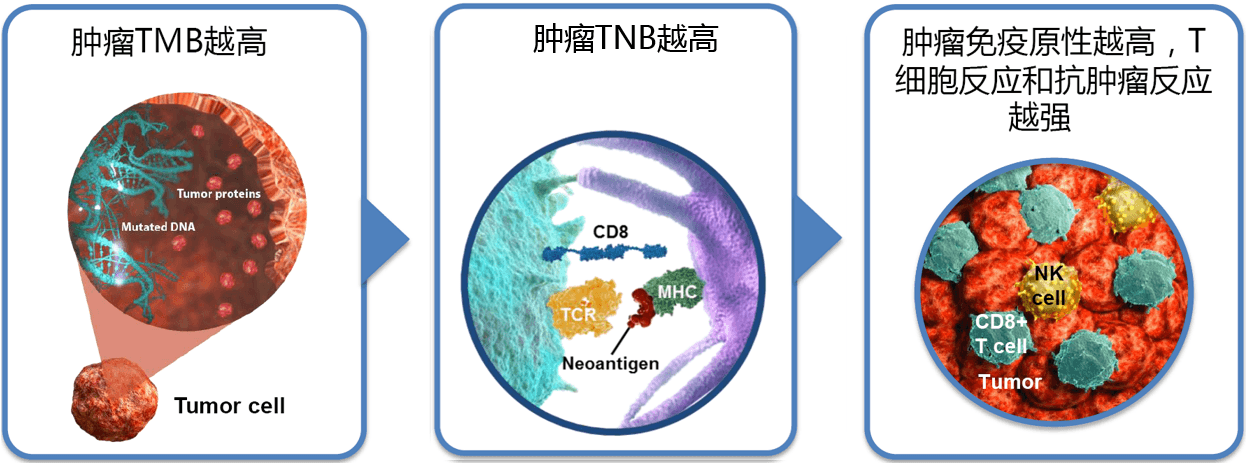 肿瘤TMB越高
Tumor proteins
Mutated DNA
Tumor cell
肿瘤TNB越高
CD8
TCR
MHC
Neoantigen
肿瘤免疫原性越高，T
细胞反应和抗肿瘤反应
越强
NK
cell
CD8+
T cell
Tumor